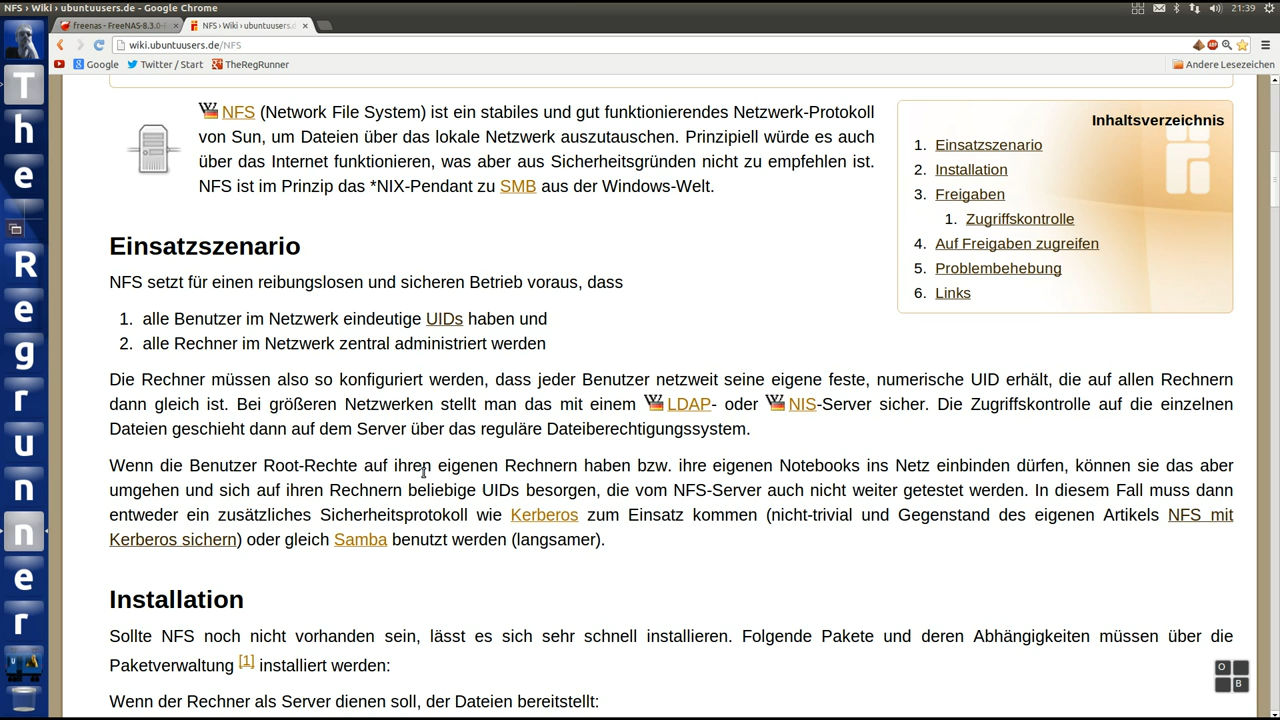 NFS › Wiki › ubuntuusers.de - Google Chrome
21:39
freenas - FreeNAS-8.3.0-
NFS › Wiki › ubuntuusers.d
wiki.ubuntuusers.de/NFS
Google
Twitter / Start
TheRegRunner
Andere Lesezeichen
T
h
e
R
e
g
r
u
n
n
e
r
NFS (Network File System) ist ein stabiles und gut funktionierendes Netzwerk-Protokoll
von Sun, um Dateien über das lokale Netzwerk auszutauschen. Prinzipiell würde es auch
über das Internet funktionieren, was aber aus Sicherheitsgründen nicht zu empfehlen ist.
NFS ist im Prinzip das *NIX-Pendant zu SMB aus der Windows-Welt.
Inhaltsverzeichnis
1. Einsatzszenario
2. Installation
3. Freigaben
1. Zugriffskontrolle
4. Auf Freigaben zugreifen
5. Problembehebung
6. Links
Einsatzszenario
NFS setzt für einen reibungslosen und sicheren Betrieb voraus, dass
1. alle Benutzer im Netzwerk eindeutige UIDs haben und
2. alle Rechner im Netzwerk zentral administriert werden
Die Rechner müssen also so konfiguriert werden, dass jeder Benutzer netzweit seine eigene feste, numerische UID erhält, die auf allen Rechnern
dann gleich ist. Bei größeren Netzwerken stellt man das mit einem LDAP- oder NIS-Server sicher. Die Zugriffskontrolle auf die einzelnen
Dateien geschieht dann auf dem Server über das reguläre Dateiberechtigungssystem.
Wenn die Benutzer Root-Rechte auf ihren eigenen Rechnern haben bzw. ihre eigenen Notebooks ins Netz einbinden dürfen, können sie das aber
umgehen und sich auf ihren Rechnern beliebige UIDs besorgen, die vom NFS-Server auch nicht weiter getestet werden. In diesem Fall muss dann
entweder ein zusätzliches Sicherheitsprotokoll wie Kerberos zum Einsatz kommen (nicht-trivial und Gegenstand des eigenen Artikels NFS mit
Kerberos sichern) oder gleich Samba benutzt werden (langsamer).
Installation
Sollte NFS noch nicht vorhanden sein, lässt es sich sehr schnell installieren. Folgende Pakete und deren Abhängigkeiten müssen über die
Paketverwaltung [1] installiert werden:
Wenn der Rechner als Server dienen soll, der Dateien bereitstellt:
O
B